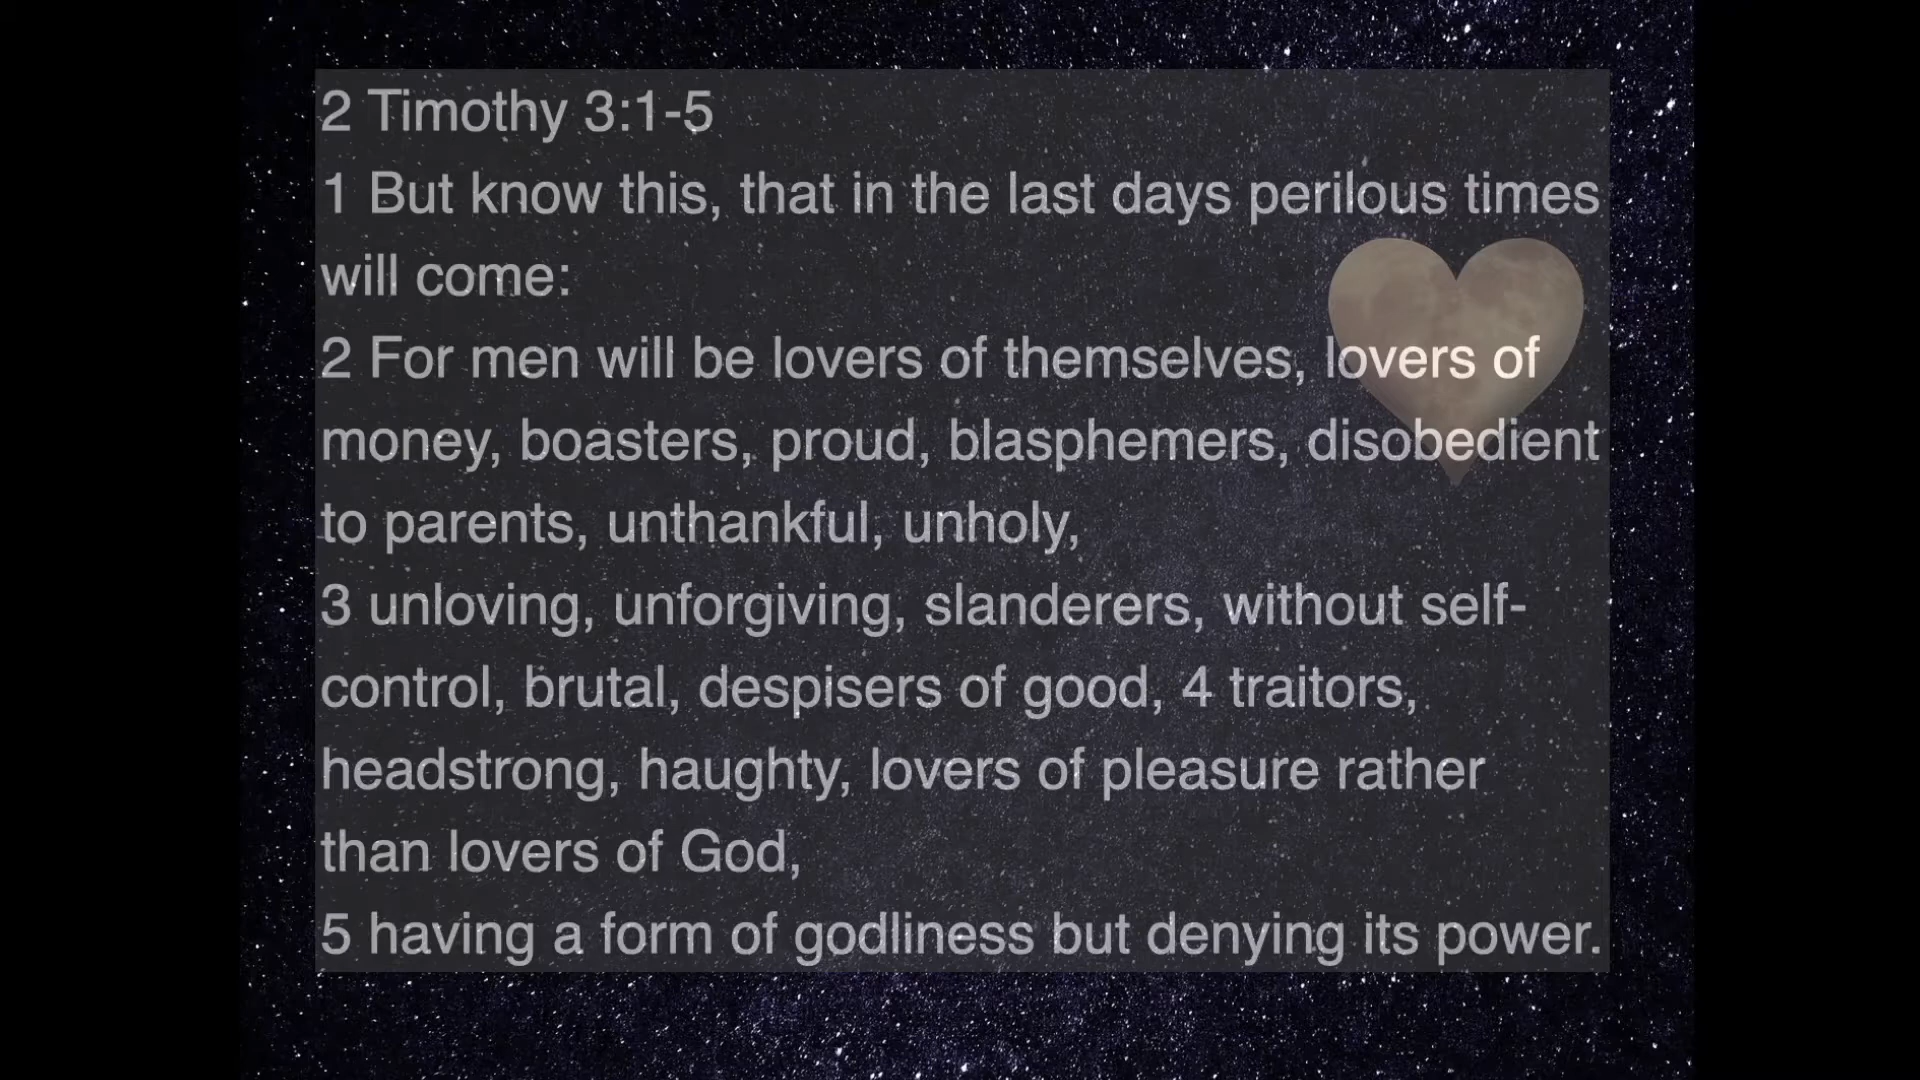 2 Timothy 3:1-5
1 But know this, that in the last days perilous times
will come:
2 For men will be lovers of themselves, lovers of
money, boasters, proud, blasphemers, disobedient
to parents, unthankful, unholy,
3 unloving, unforgiving, slanderers, without self-
control, brutal, despisers of good, 4 traitors,
headstrong, haughty, lovers of pleasure rather
than lovers of God,
5 having a form of godliness but denying its power.